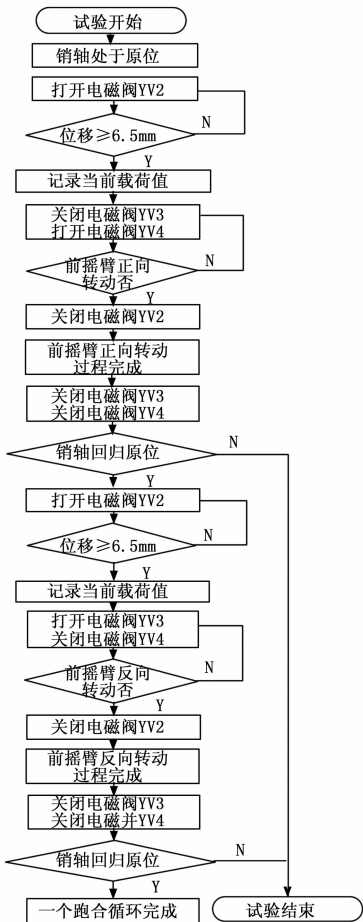 试验开始
销轴处于原位
打开电磁阀YV2
位移≥6.5mm
N
Y
记录当前载荷值
关闭电磁阀YV3
打开电磁阀YV4
前摇臂正向
转动否
N
Y
关闭电磁阀YV2
前摇臂正向转动
过程完成
关闭电磁阀YV3
关闭电磁阀YV4
销轴回归原位
N
Y
打开电磁阀YV2
位移≥6.5mm
N
Y
记录当前载荷值
打开电磁阀YV3
关闭电磁阀YV4
前摇臂反向
转动否
N
Y
关闭电磁阀YV2
前摇臂反向转动
过程完成
关闭电磁阀YV3
关闭电磁并YV4
销轴回归原位
N
Y
一个跑合循环完成
试验结束